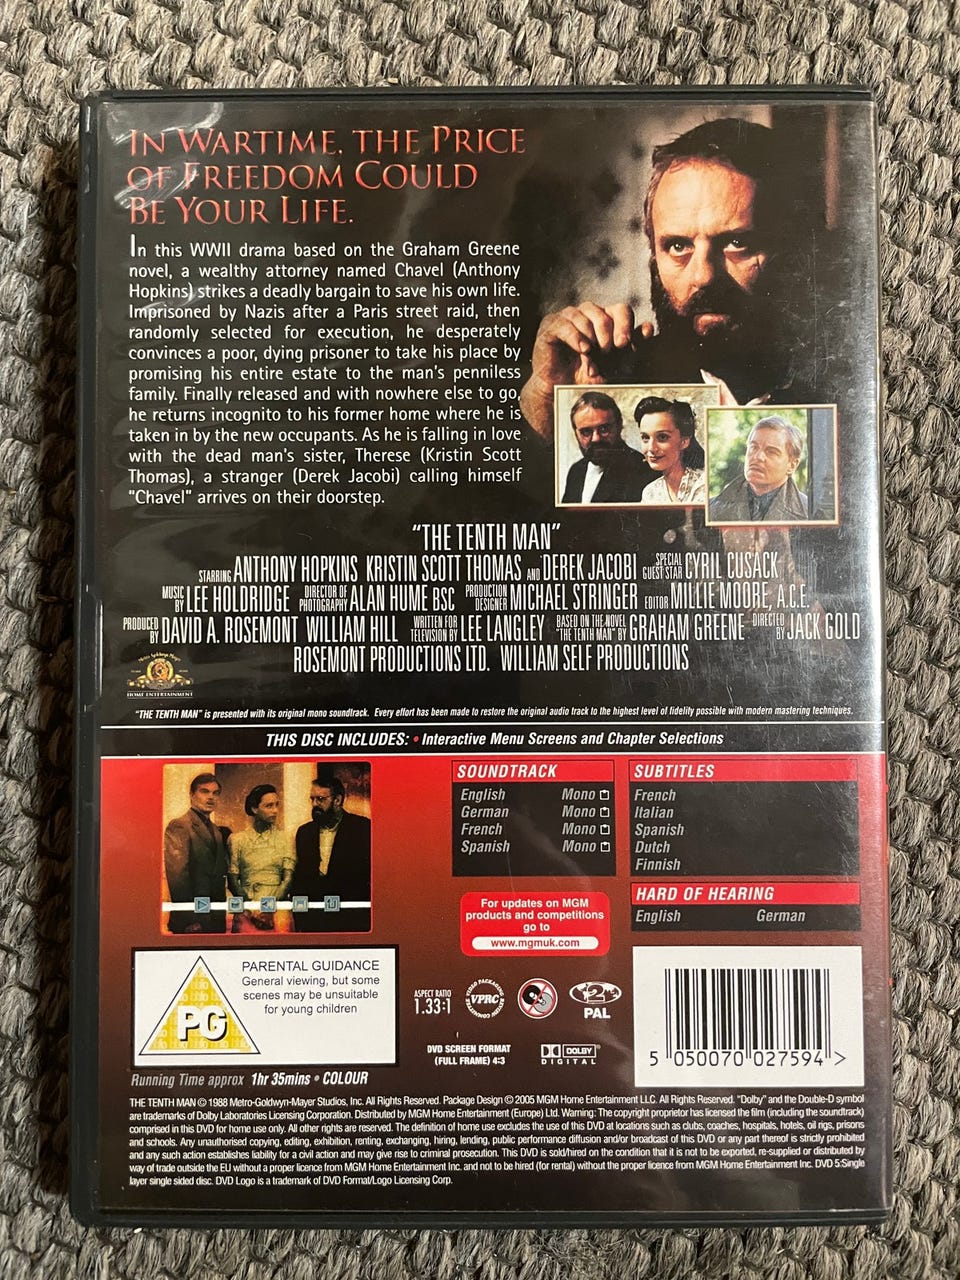 IN WARTIME, THE PRICE
OF FREEDOM COULD
BE YOUR LIFE.
In this WWII drama based on the Graham Greene
novel, a wealthy attorney named Chavel (Anthony
Hopkins) strikes a deadly bargain to save his own life.
Imprisoned by Nazis after a Paris street raid, then
randomly selected for execution, he desperately
convinces a poor, dying prisoner to take his place by
promising his entire estate to the man's penniless
family. Finally released and with nowhere else to go,
he returns incognito to his former home where he is
taken in by the new occupants. As he is falling in love
with the dead man's sister, Therese (Kristin Scott
Thomas), a stranger (Derek Jacobi) calling himself
"Chavel" arrives on their doorstep.
"THE TENTH MAN"
STARRING ANTHONY HOPKINS KRISTIN SCOTT THOMAS AND DEREK JACOBI SPECIAL GUEST STAR CYRIL CUSACK
MUSIC BY LEE HOLDRIDGE DIRECTOR OF PHOTOGRAPHY ALAN HUME BSC PRODUCTION DESIGNER MICHAEL STRINGER EDITOR MILLIE MOORE, A.C.E.
PRODUCED BY DAVID A. ROSEMONT WILLIAM HILL WRITTEN FOR TELEVISION BY LEE LANGLEY BASED ON THE NOVEL "THE TENTH MAN" BY GRAHAM GREENE DIRECTED BY JACK GOLD
ROSEMONT PRODUCTIONS LTD. WILLIAM SELF PRODUCTIONS
HOME ENTERTAINMENT
"THE TENTH MAN" is presented with its original mono soundtrack. Every effort has been made to restore the original audio track to the highest level of fidelity possible with modern mastering techniques.
THIS DISC INCLUDES: • Interactive Menu Screens and Chapter Selections
SOUNDTRACK
English Mono
German Mono
French Mono
Spanish Mono
SUBTITLES
French
Italian
Spanish
Dutch
Finnish
HARD OF HEARING
English German
For updates on MGM
products and competitions
go to
www.mgmuk.com
PG
PARENTAL GUIDANCE
General viewing, but some
scenes may be unsuitable
for young children
ASPECT RATIO
1.33:1
VIDEO PACKAGING REVIEW COMMITTEE
VPRC
2
PAL
DVD SCREEN FORMAT
(FULL FRAME) 4:3
DOLBY
DIGITAL
5 050070 027594 >
Running Time approx 1hr 35mins • COLOUR
THE TENTH MAN © 1988 Metro-Goldwyn-Mayer Studios, Inc. All Rights Reserved. Package Design © 2005 MGM Home Entertainment LLC. All Rights Reserved. "Dolby" and the Double-D symbol
are trademarks of Dolby Laboratories Licensing Corporation. Distributed by MGM Home Entertainment (Europe) Ltd. Warning: The copyright proprietor has licensed the film (including the soundtrack)
comprised in this DVD for home use only. All other rights are reserved. The definition of home use excludes the use of this DVD at locations such as clubs, coaches, hospitals, hotels, oil rigs, prisons
and schools. Any unauthorised copying, editing, exhibition, renting, exchanging, hiring, lending, public performance diffusion and/or broadcast of this DVD or any part thereof is strictly prohibited
and any such action establishes liability for a civil action and may give rise to criminal prosecution. This DVD is sold/hired on the condition that it is not to be exported, re-supplied or distributed by
way of trade outside the EU without a proper licence from MGM Home Entertainment Inc. and not to be hired (for rental) without the proper licence from MGM Home Entertainment Inc. DVD 5:Single
layer single sided disc. DVD Logo is a trademark of DVD Format/Logo Licensing Corp.